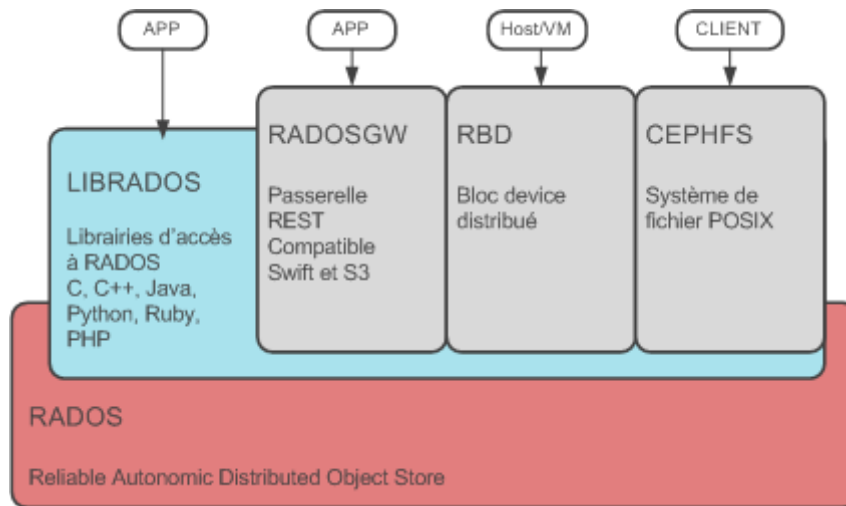 APP
APP
Host/VM
CLIENT
LIBRADOS
Librairies d'accès
à RADOS
C, C++, Java,
Python, Ruby,
PHP
RADOSGW
Passerelle
REST
Compatible
Swift et S3
RBD
Bloc device
distribué
CEPHFS
Système de
fichier POSIX
RADOS
Reliable Autonomic Distributed Object Store